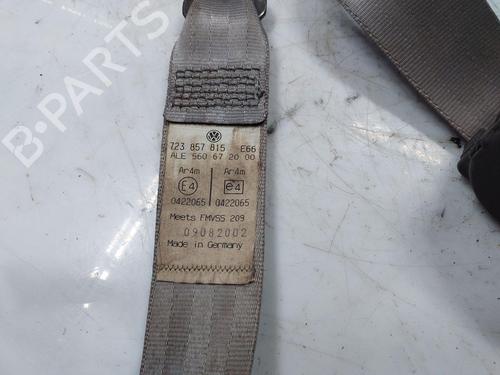 B-PARTS
723 857 815 E66
ALE 560 67 20 00
Ar4m Ar4m
E4 e4
0422065 0422065
Meets FMVSS 209
09082002
Made in Germany